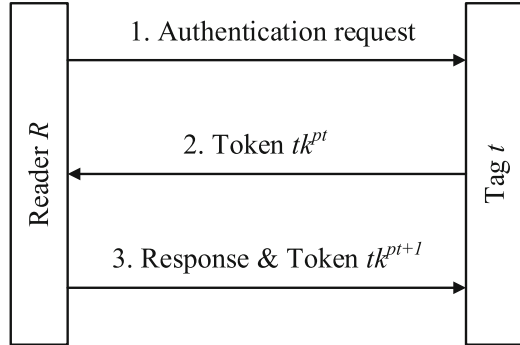 1. Authentication request
2. Token tk^{pt}
3. Response & Token tk^{pt+1}
Reader R
Tag t